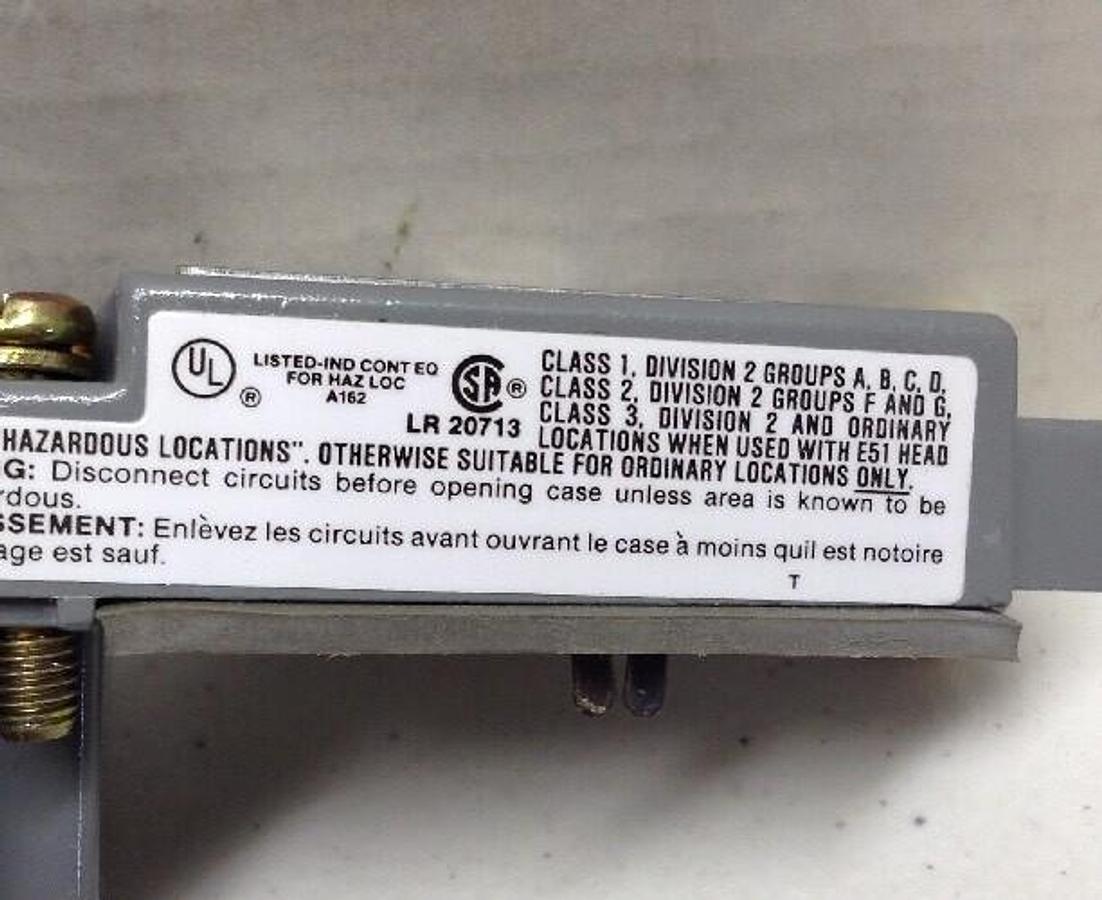 UL ® LISTED-IND CONT EQ
FOR HAZ LOC
A162
SA ®
LR 20713
CLASS 1, DIVISION 2 GROUPS A, B, C, D,
CLASS 2, DIVISION 2 GROUPS F AND G,
CLASS 3, DIVISION 2 AND ORDINARY
LOCATIONS WHEN USED WITH E51 HEAD
HAZARDOUS LOCATIONS". OTHERWISE SUITABLE FOR ORDINARY LOCATIONS ONLY.
G: Disconnect circuits before opening case unless area is known to be
rdous.
SSEMENT: Enlèvez les circuits avant ouvrant le case à moins quil est notoire
age est sauf.
T